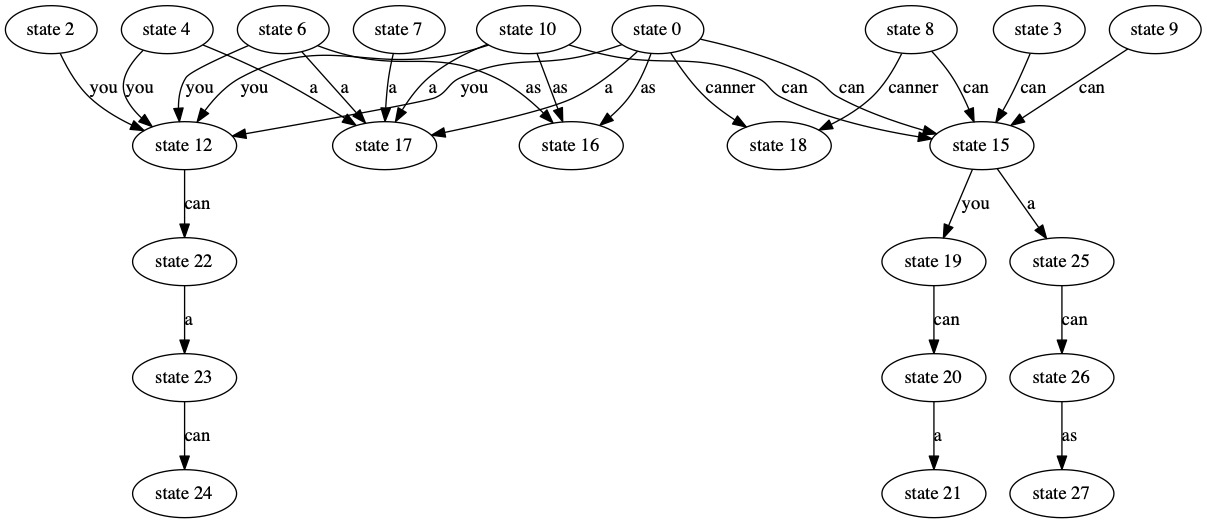 state 2 state 4 state 6 state 7 state 10 state 0 state 8 state 3 state 9
you you you you a a a a you as as a as canner can can canner can can can
state 12 state 17 state 16 state 18 state 15
can you a
state 22 state 19 state 25
a can can
state 23 state 20 state 26
can a as
state 24 state 21 state 27